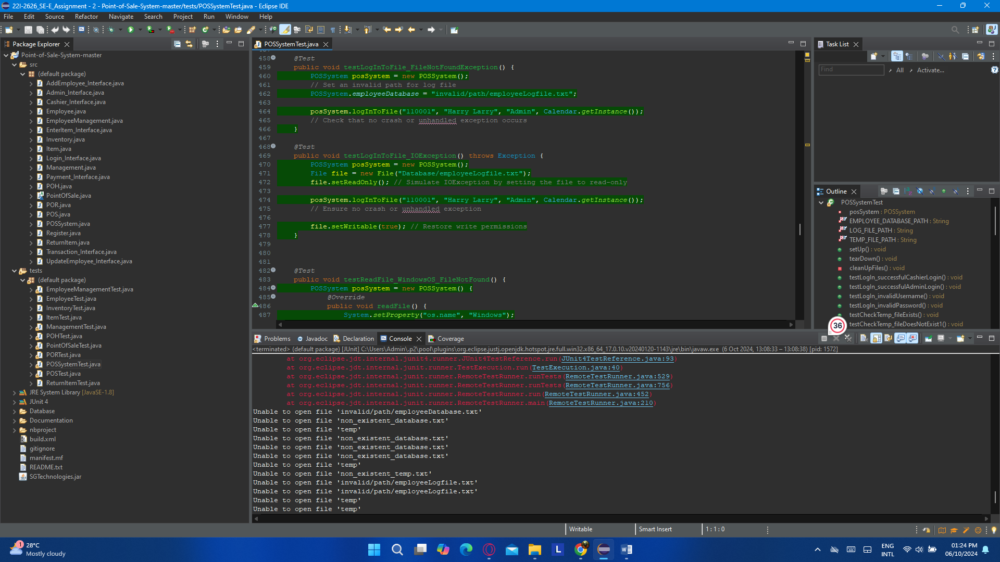 22I-2626_SE-E_Assignment - 2 - Point-of-Sale-System-master/tests/POSSystemTest.java - Eclipse IDE
File Edit Source Refactor Navigate Search Project Run Window Help
Package Explorer
Point-of-Sale-System-master
src
(default package)
AddEmployee_Interface.java
Admin_Interface.java
Cashier_Interface.java
Employee.java
EmployeeManagement.java
EnterItem_Interface.java
Inventory.java
Item.java
Login_Interface.java
Management.java
Payment_Interface.java
POH.java
PointOfSale.java
POR.java
POS.java
POSSystem.java
Register.java
ReturnItem.java
Transaction_Interface.java
UpdateEmployee_Interface.java
tests
(default package)
EmployeeManagementTest.java
EmployeeTest.java
InventoryTest.java
ItemTest.java
ManagementTest.java
POHTest.java
PointOfSaleTest.java
PORTest.java
POSSystemTest.java
POSTest.java
ReturnItemTest.java
JRE System Library [JavaSE-1.8]
JUnit 4
Database
Documentation
nbproject
build.xml
gitignore
manifest.mf
README.txt
SGTechnologies.jar
POSSystemTest.java
458 @Test
459 public void testLogInToFile_FileNotFoundException() {
460 POSSystem posSystem = new POSSystem();
461 // Set an invalid path for log file
462 POSSystem.employeeDatabase = "invalid/path/employeeLogfile.txt";
463
464 posSystem.logInToFile("110001", "Harry Larry", "Admin", Calendar.getInstance());
465 // Check that no crash or unhandled exception occurs
466 }
467
468 @Test
469 public void testLogInToFile_IOException() throws Exception {
470 POSSystem posSystem = new POSSystem();
471 File file = new File("Database/employeeLogfile.txt");
472 file.setReadOnly(); // Simulate IOException by setting the file to read-only
473
474 posSystem.logInToFile("110001", "Harry Larry", "Admin", Calendar.getInstance());
475 // Ensure no crash or unhandled exception
476
477 file.setWritable(true); // Restore write permissions
478 }
479
480
481
482 @Test
483 public void testReadFile_WindowsOS_FileNotFound() {
484 POSSystem posSystem = new POSSystem() {
485 @Override
486 public void readFile() {
487 System.setProperty("os.name", "Windows");
Task List
Find
All
Activate...
Outline
POSSystemTest
posSystem : POSSystem
EMPLOYEE_DATABASE_PATH : String
LOG_FILE_PATH : String
TEMP_FILE_PATH : String
setUp() : void
tearDown() : void
cleanUpFiles() : void
testLogIn_successfulCashierLogin() : void
testLogIn_successfulAdminLogin() : void
testLogIn_invalidUsername() : void
testLogIn_invalidPassword() : void
testCheckTemp_fileExists() : void
testCheckTemp_fileDoesNotExist1() : void
36
Problems Javadoc Declaration Console Coverage
<terminated> (default package) [JUnit] C:\Users\Admin\.p2\pool\plugins\org.eclipse.justj.openjdk.hotspot.jre.full.win32.x86_64_17.0.10.v20240120-1143\jre\bin\javaw.exe (6 Oct 2024, 13:08:33 – 13:08:38) [pid: 1572]
at org.eclipse.jdt.internal.junit4.runner.JUnit4TestReference.run(JUnit4TestReference.java:93)
at org.eclipse.jdt.internal.junit.runner.TestExecution.run(TestExecution.java:40)
at org.eclipse.jdt.internal.junit.runner.RemoteTestRunner.runTests(RemoteTestRunner.java:529)
at org.eclipse.jdt.internal.junit.runner.RemoteTestRunner.runTests(RemoteTestRunner.java:756)
at org.eclipse.jdt.internal.junit.runner.RemoteTestRunner.run(RemoteTestRunner.java:452)
at org.eclipse.jdt.internal.junit.runner.RemoteTestRunner.main(RemoteTestRunner.java:210)
Unable to open file 'invalid/path/employeeDatabase.txt'
Unable to open file 'non_existent_database.txt'
Unable to open file 'temp'
Unable to open file 'non_existent_database.txt'
Unable to open file 'non_existent_database.txt'
Unable to open file 'non_existent_database.txt'
Unable to open file 'temp'
Unable to open file 'non_existent_temp.txt'
Unable to open file 'invalid/path/employeeLogfile.txt'
Unable to open file 'invalid/path/employeeLogfile.txt'
Unable to open file 'temp'
Unable to open file 'temp'
Writable
Smart Insert
1 : 1 : 0
1
28°C
Mostly cloudy
ENG
INTL
01:24 PM
06/10/2024